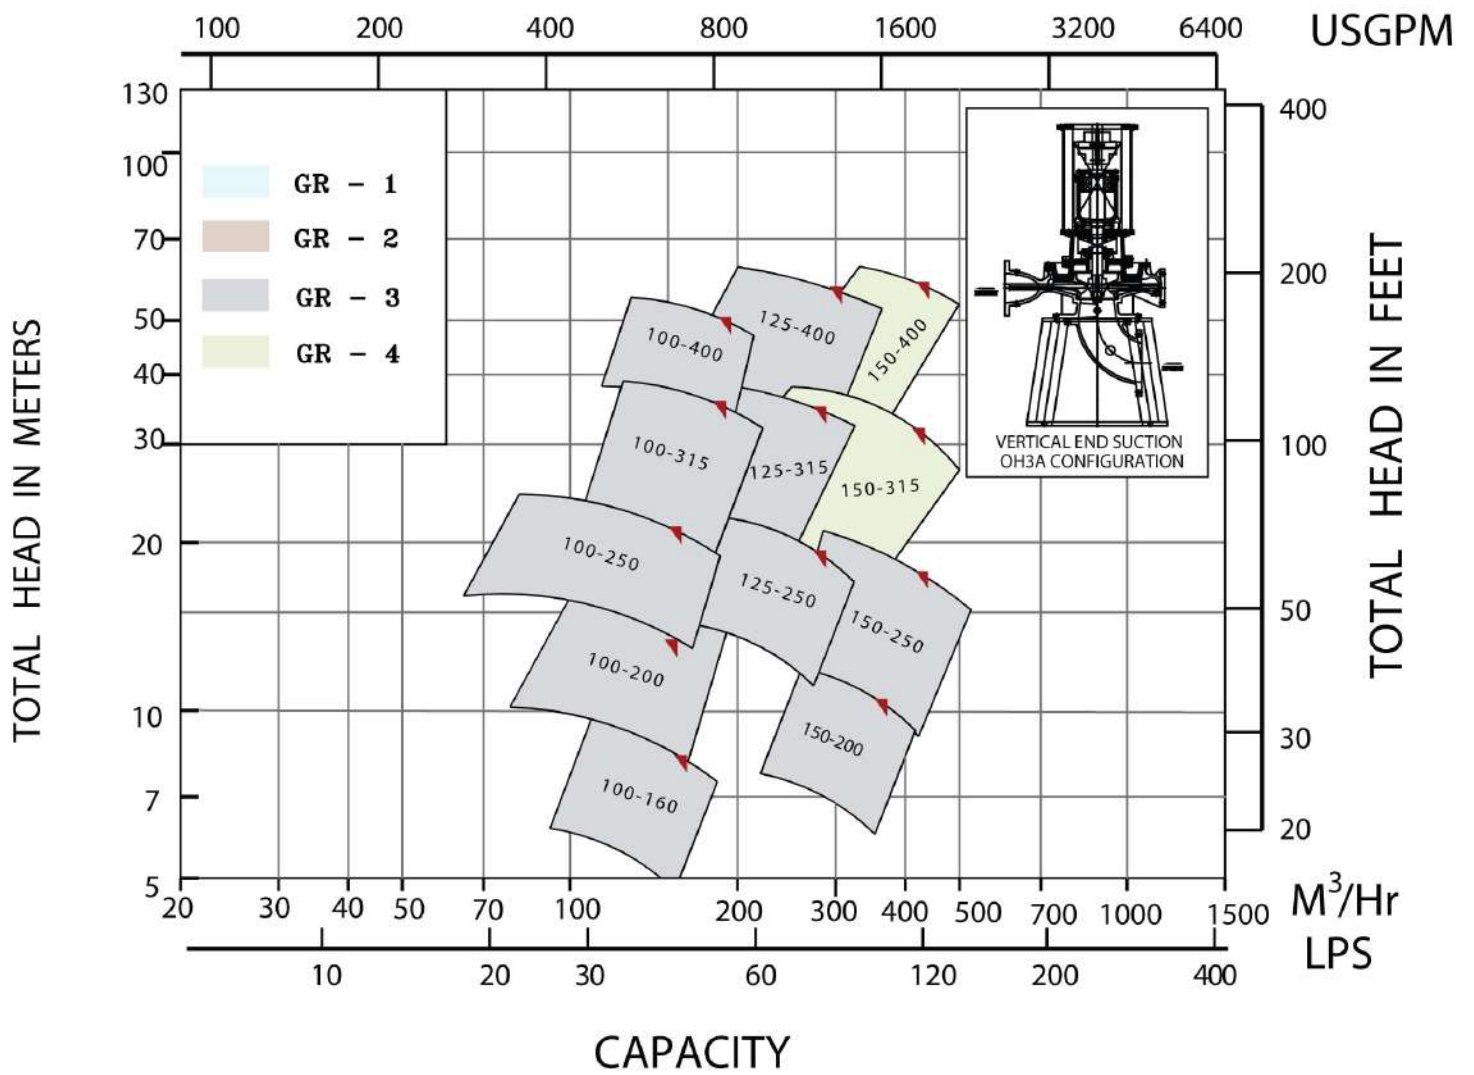 100 200 400 800 1600 3200 6400 USGPM
130
100
70
50
40
30
20
10
7
5
TOTAL HEAD IN METERS
GR - 1
GR - 2
GR - 3
GR - 4
125-400
150-400
100-400
100-315
125-315
150-315
100-250
125-250
150-250
100-200
150-200
100-160
VERTICAL END SUCTION
OH3A CONFIGURATION
400
200
100
50
30
20
TOTAL HEAD IN FEET
20 30 40 50 70 100 200 300 400 500 700 1000 1500 M³/Hr
10 20 30 60 120 200 400 LPS
CAPACITY